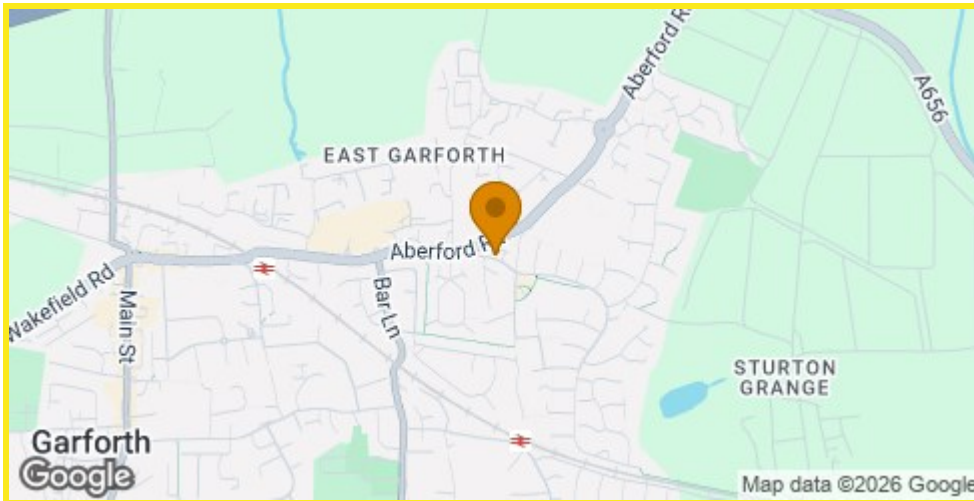 Aberford Rd
A656
EAST GARFORTH
Aberford Rd
Wakefield Rd
Main St
Bar Ln
STURTON
GRANGE
Garforth
Google
Map data ©2026 Google